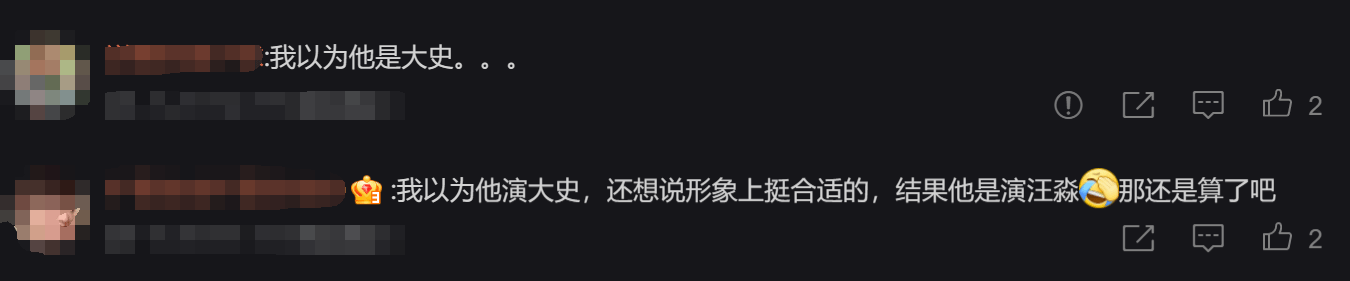 :我以为他是大史。。。
2
:我以为他演大史，还想说形象上挺合适的，结果他是演汪淼那还是算了吧
2